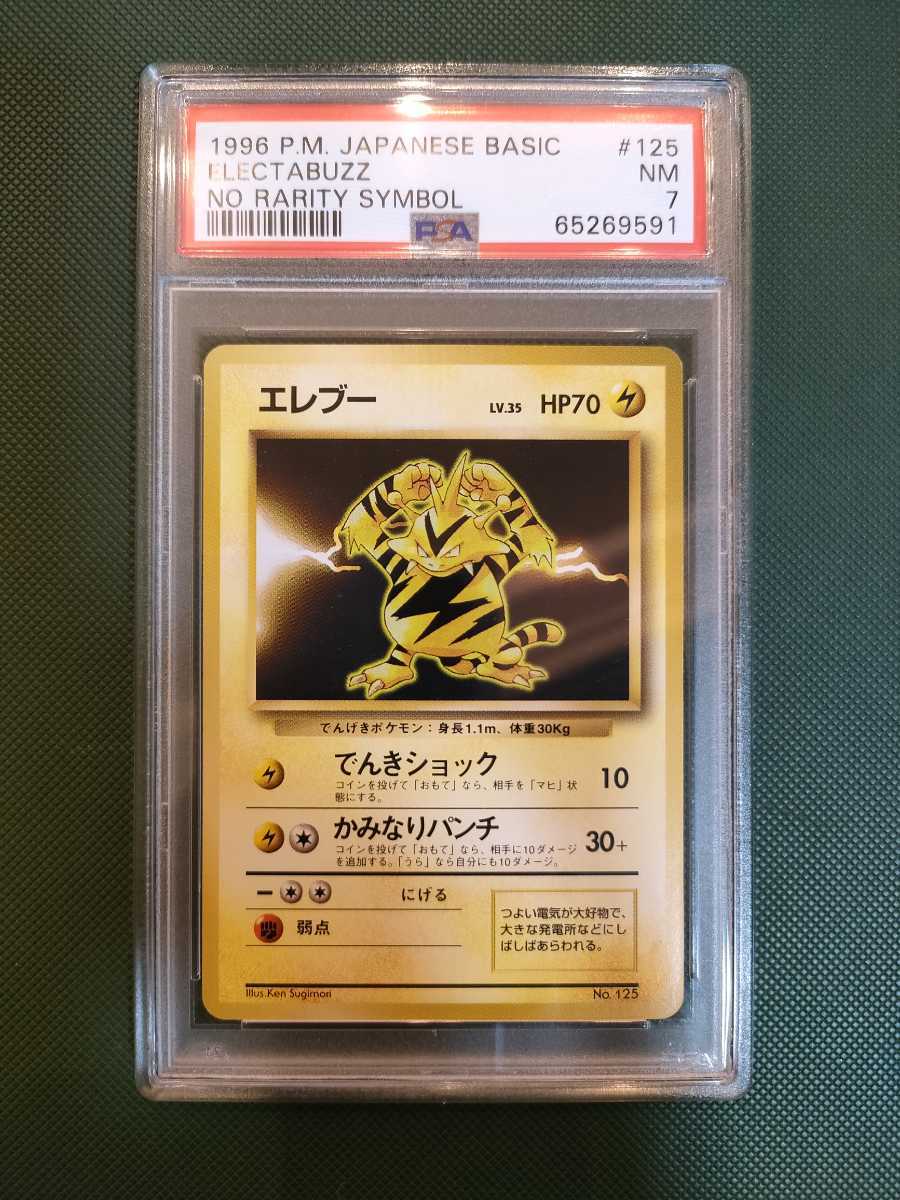 1996 P.M. JAPANESE BASIC #125
ELECTABUZZ NM
NO RARITY SYMBOL 7
PSA 65269591
エレブー LV.35 HP70
でんげきポケモン:身長1.1m、体重30Kg
でんきショック 10
コインを投げて「おもて」なら、相手を「マヒ」状
態にする。
かみなりパンチ 30+
コインを投げて「おもて」なら、相手に10ダメージ
を追加する。「うら」なら自分にも10ダメージ。
ー にげる
弱点
つよい電気が大好物で、
大きな発電所などにし
ばしばあらわれる。
Illus.Ken Sugimori No. 125